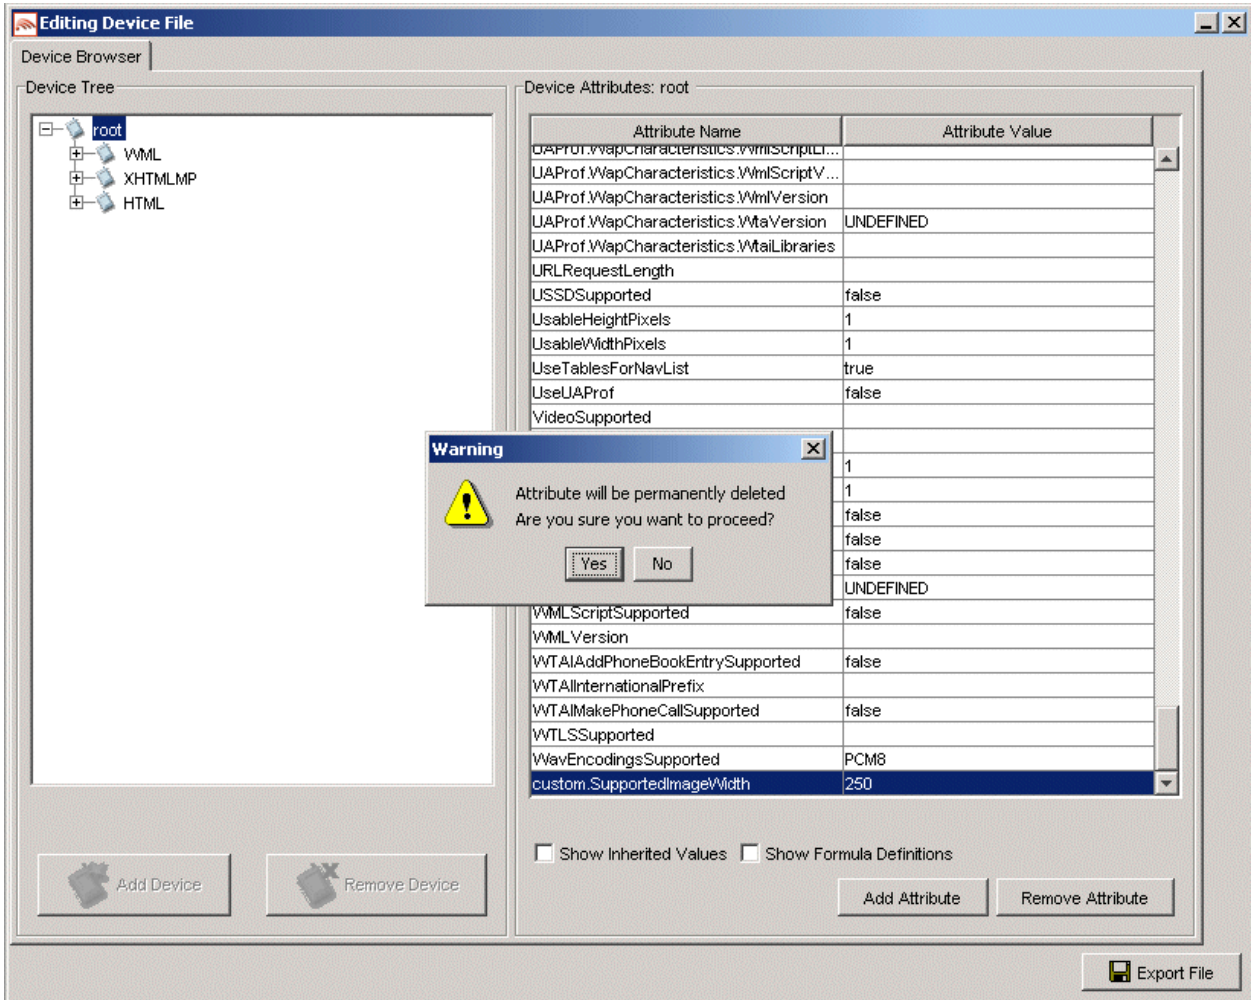 Editing Device File
Device Browser
Device Tree
root
WML
XHTMLMP
HTML
Add Device
Remove Device
Device Attributes: root
Attribute Name Attribute Value
UAProf.WapCharacteristics.WmlScriptLi...
UAProf.WapCharacteristics.WmlScriptV...
UAProf.WapCharacteristics.WmlVersion
UAProf.WapCharacteristics.WtaVersion UNDEFINED
UAProf.WapCharacteristics.WtaiLibraries
URLRequestLength
USSDSupported false
UsableHeightPixels 1
UsableWidthPixels 1
UseTablesForNavList true
UseUAProf false
VideoSupported
1
1
false
false
false
UNDEFINED
WMLScriptSupported false
WMLVersion
WTAIAddPhoneBookEntrySupported false
WTAIInternationalPrefix
WTAIMakePhoneCallSupported false
WTLSSupported
WavEncodingsSupported PCM8
custom.SupportedImageWidth 250
Warning
Attribute will be permanently deleted
Are you sure you want to proceed?
Yes No
Show Inherited Values Show Formula Definitions
Add Attribute Remove Attribute
Export File